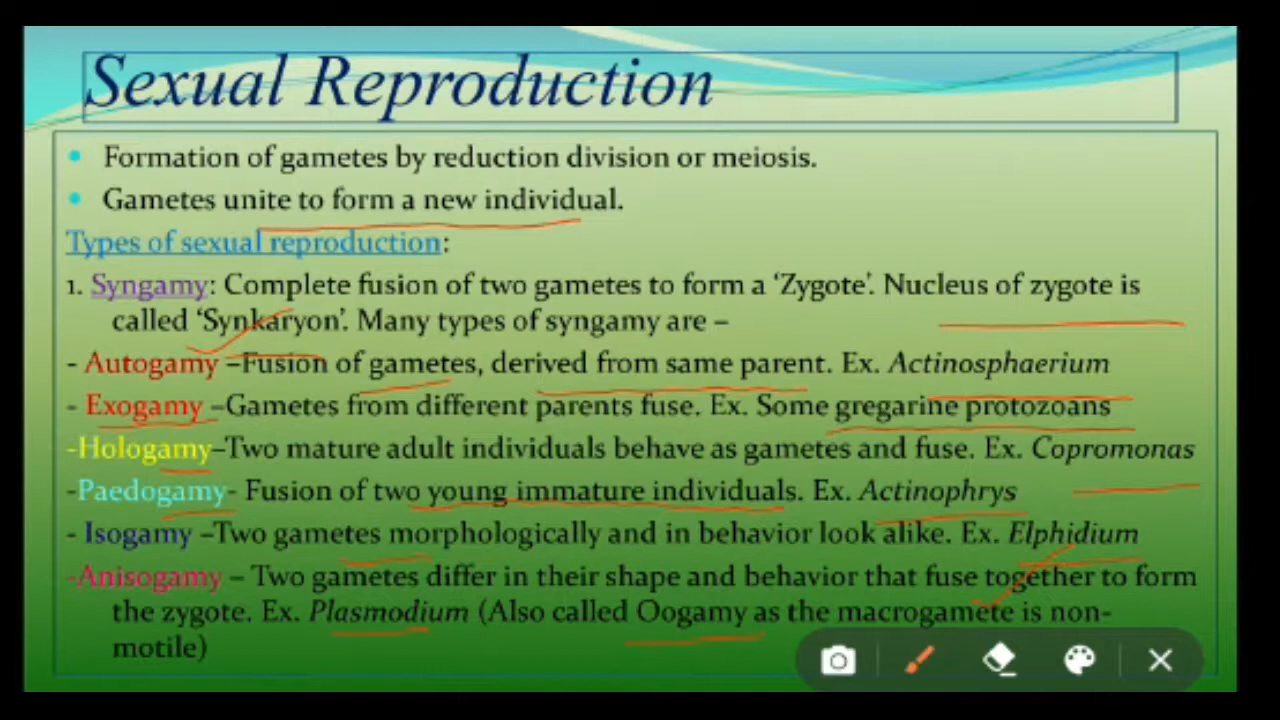 Sexual Reproduction
• Formation of gametes by reduction division or meiosis.
• Gametes unite to form a new individual.
Types of sexual reproduction:
1. Syngamy: Complete fusion of two gametes to form a ‘Zygote’. Nucleus of zygote is
called ‘Synkaryon’. Many types of syngamy are –
- Autogamy –Fusion of gametes, derived from same parent. Ex. Actinosphaerium
- Exogamy –Gametes from different parents fuse. Ex. Some gregarine protozoans
-Hologamy–Two mature adult individuals behave as gametes and fuse. Ex. Copromonas
-Paedogamy- Fusion of two young immature individuals. Ex. Actinophrys
- Isogamy –Two gametes morphologically and in behavior look alike. Ex. Elphidium
-Anisogamy – Two gametes differ in their shape and behavior that fuse together to form
the zygote. Ex. Plasmodium (Also called Oogamy as the macrogamete is non-
motile)